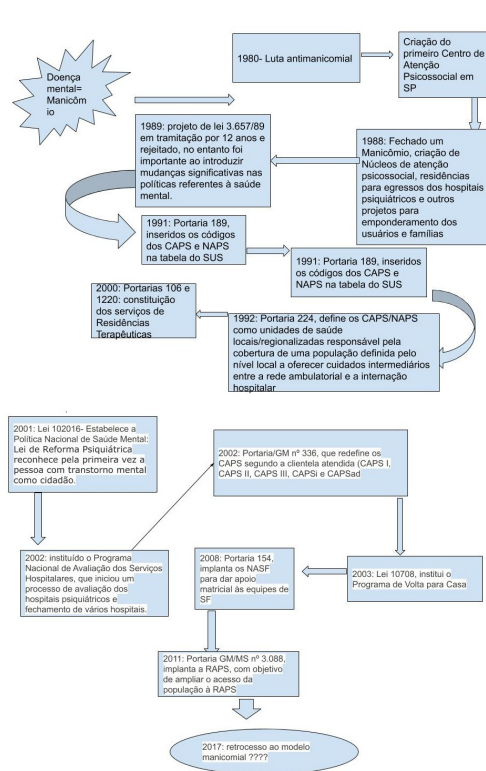 Doença
mental=
Manicôm
io
1980- Luta antimanicomial
Criação do
primeiro Centro de
Atenção
Psicossocial em
SP
1988: Fechado um
Manicômio, criação de
Núcleos de atenção
psicossocial, residências
para egressos dos hospitais
psiquiátricos e outros
projetos para
emponderamento dos
usuários e famílias
1989: projeto de lei 3.657/89
em tramitação por 12 anos e
rejeitado, no entanto foi
importante ao introduzir
mudanças significativas nas
políticas referentes à saúde
mental.
1991: Portaria 189,
inseridos os códigos
dos CAPS e NAPS
na tabela do SUS
1991: Portaria 189, inseridos
os códigos dos CAPS e
NAPS na tabela do SUS
1992: Portaria 224, define os CAPS/NAPS
como unidades de saúde
locais/regionalizadas responsável pela
cobertura de uma população definida pelo
nível local a oferecer cuidados intermediários
entre a rede ambulatorial e a internação
hospitalar
2000: Portarias 106 e
1220: constituição
dos serviços de
Residências
Terapêuticas
2001: Lei 102016- Estabelece a
Política Nacional de Saúde Mental:
Lei de Reforma Psiquiátrica
reconhece pela primeira vez a
pessoa com transtorno mental
como cidadão.
2002: instituído o Programa
Nacional de Avaliação dos Serviços
Hospitalares, que iniciou um
processo de avaliação dos
hospitais psiquiátricos e
fechamento de vários hospitais.
2002: Portaria/GM nº 336, que redefine os
CAPS segundo a clientela atendida (CAPS I,
CAPS II, CAPS III, CAPSi e CAPSad
2003: Lei 10708, institui o
Programa de Volta para Casa
2008: Portaria 154,
implanta os NASF
para dar apoio
matricial às equipes de
SF
2011: Portaria GM/MS nº 3.088,
implanta a RAPS, com objetivo
de ampliar o acesso da
população à RAPS
2017: retrocesso ao modelo
manicomial ????